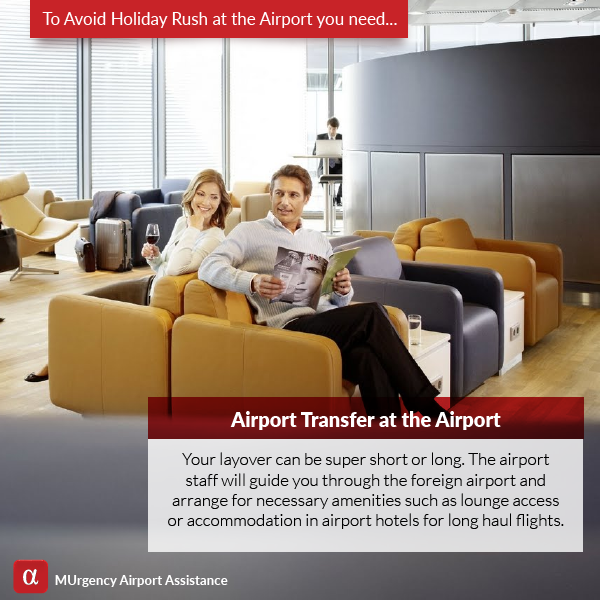 To Avoid Holiday Rush at the Airport you need...
Airport Transfer at the Airport
Your layover can be super short or long. The airport
staff will guide you through the foreign airport and
arrange for necessary amenities such as lounge access
or accommodation in airport hotels for long haul flights.
α
MUrgency Airport Assistance